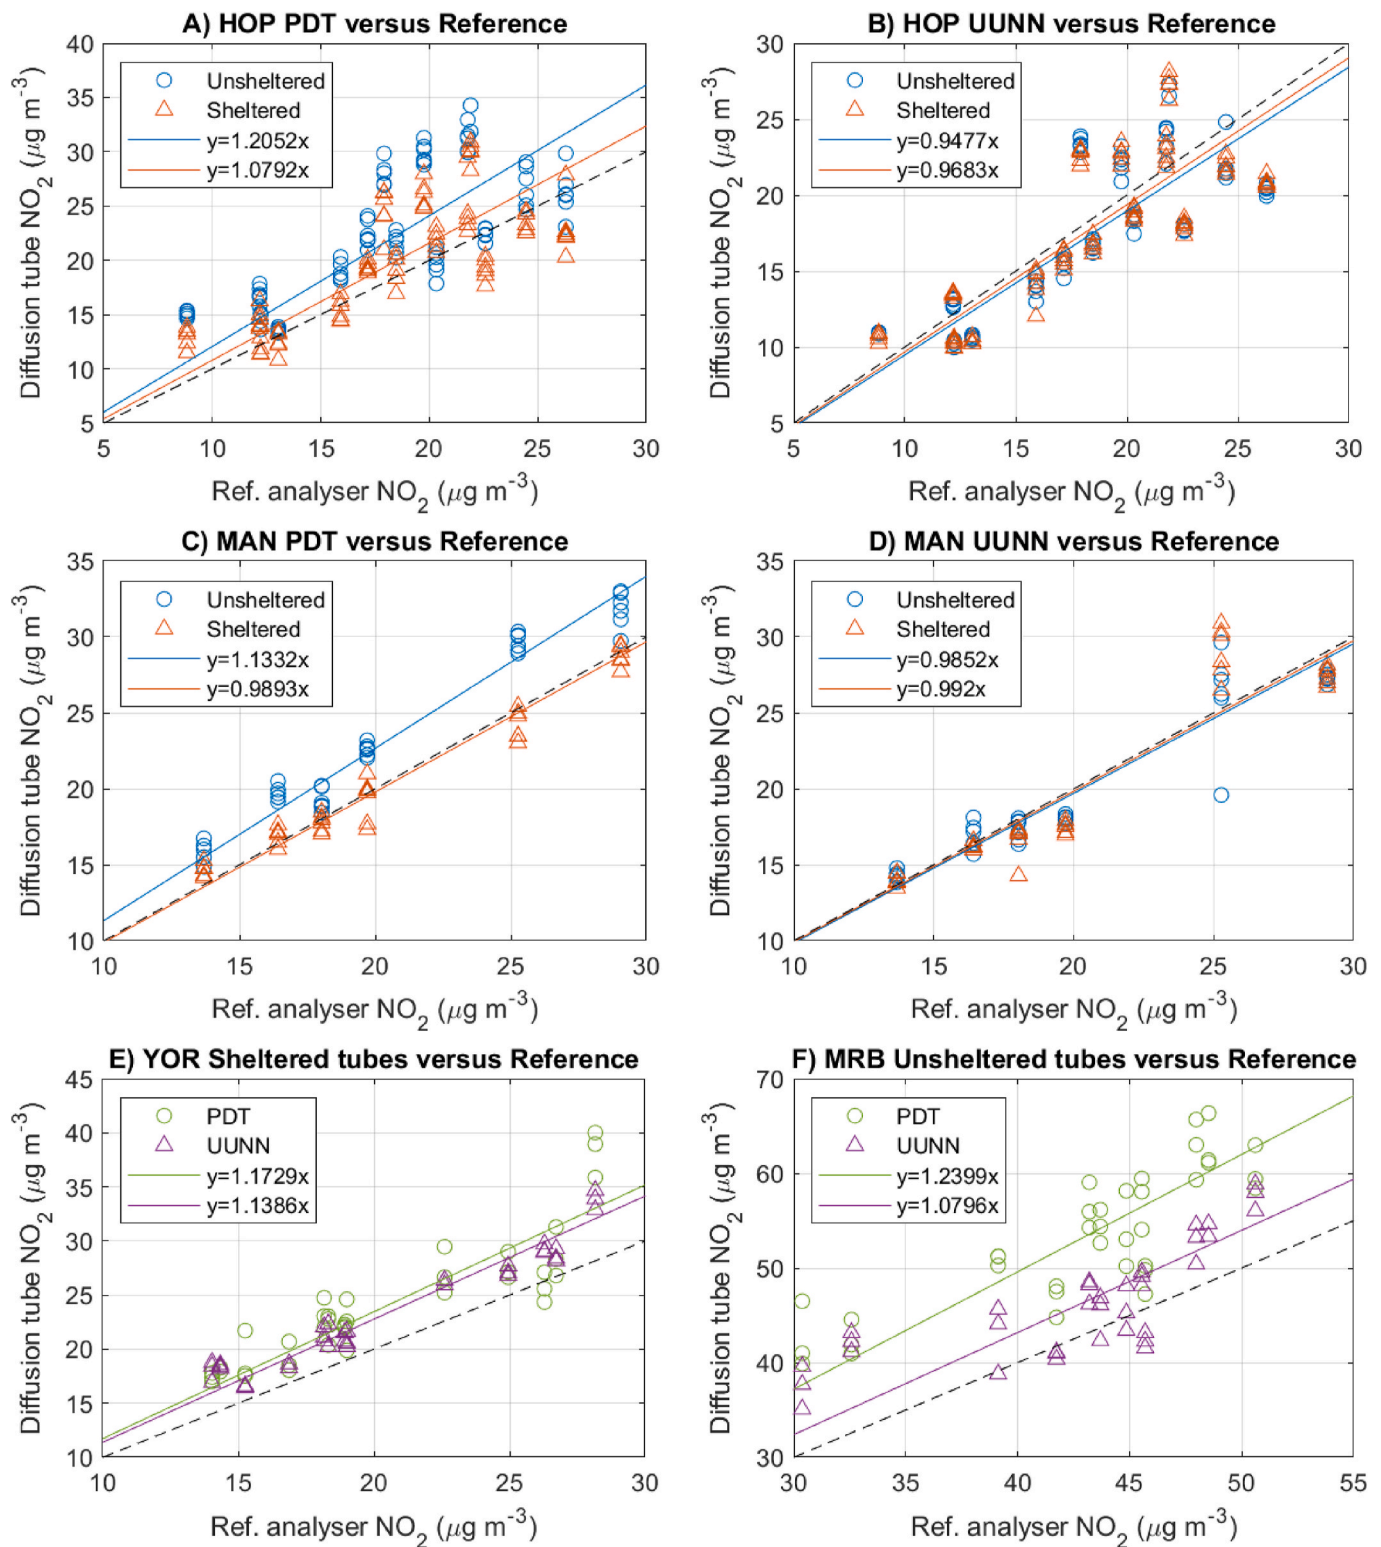 A) HOP PDT versus Reference
40
35
30
25
20
15
10
5
5
10
15
20
25
30
Unsheltered
Sheltered
y=1.2052x
y=1.0792x
Diffusion tube NO₂ (μg m⁻³)
Ref. analyser NO₂ (μg m⁻³)
B) HOP UUNN versus Reference
30
25
20
15
10
5
5
10
15
20
25
30
Unsheltered
Sheltered
y=0.9477x
y=0.9683x
Diffusion tube NO₂ (μg m⁻³)
Ref. analyser NO₂ (μg m⁻³)
C) MAN PDT versus Reference
35
30
25
20
15
10
10
15
20
25
30
Unsheltered
Sheltered
y=1.1332x
y=0.9893x
Diffusion tube NO₂ (μg m⁻³)
Ref. analyser NO₂ (μg m⁻³)
D) MAN UUNN versus Reference
35
30
25
20
15
10
10
15
20
25
30
Unsheltered
Sheltered
y=0.9852x
y=0.992x
Diffusion tube NO₂ (μg m⁻³)
Ref. analyser NO₂ (μg m⁻³)
E) YOR Sheltered tubes versus Reference
45
40
35
30
25
20
15
10
10
15
20
25
30
PDT
UUNN
y=1.1729x
y=1.1386x
Diffusion tube NO₂ (μg m⁻³)
Ref. analyser NO₂ (μg m⁻³)
F) MRB Unsheltered tubes versus Reference
70
60
50
40
30
30
35
40
45
50
55
PDT
UUNN
y=1.2399x
y=1.0796x
Diffusion tube NO₂ (μg m⁻³)
Ref. analyser NO₂ (μg m⁻³)